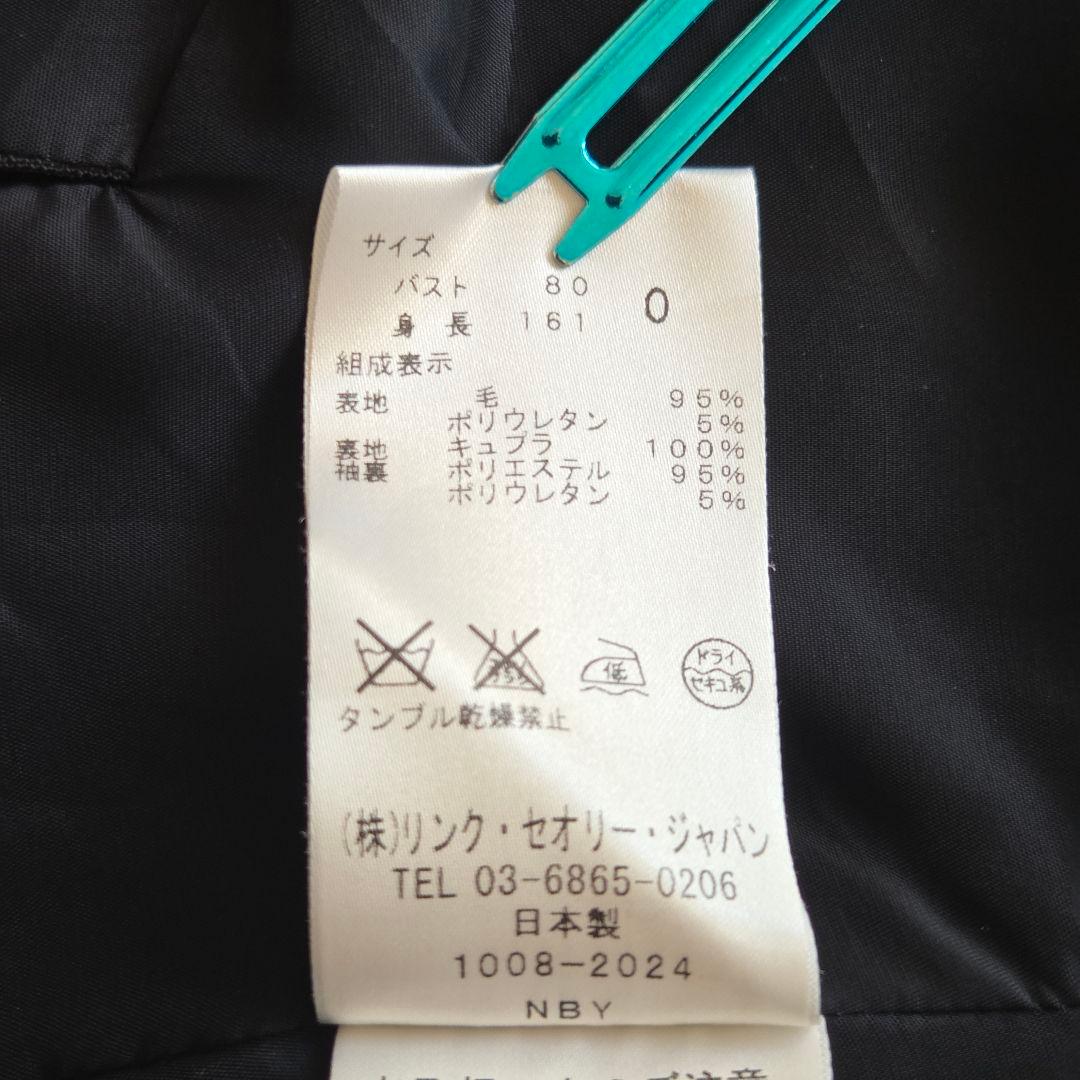 サイズ
バスト 80
身長 161
0
組成表示
表地 毛 95%
ポリウレタン 5%
裏地 キュプラ 100%
袖裏 ポリエステル 95%
ポリウレタン 5%
低
ドライ
セキユ系
タンブル乾燥禁止
(株)リンク・セオリー・ジャパン
TEL 03-6865-0206
日本製
1008-2024
NBY